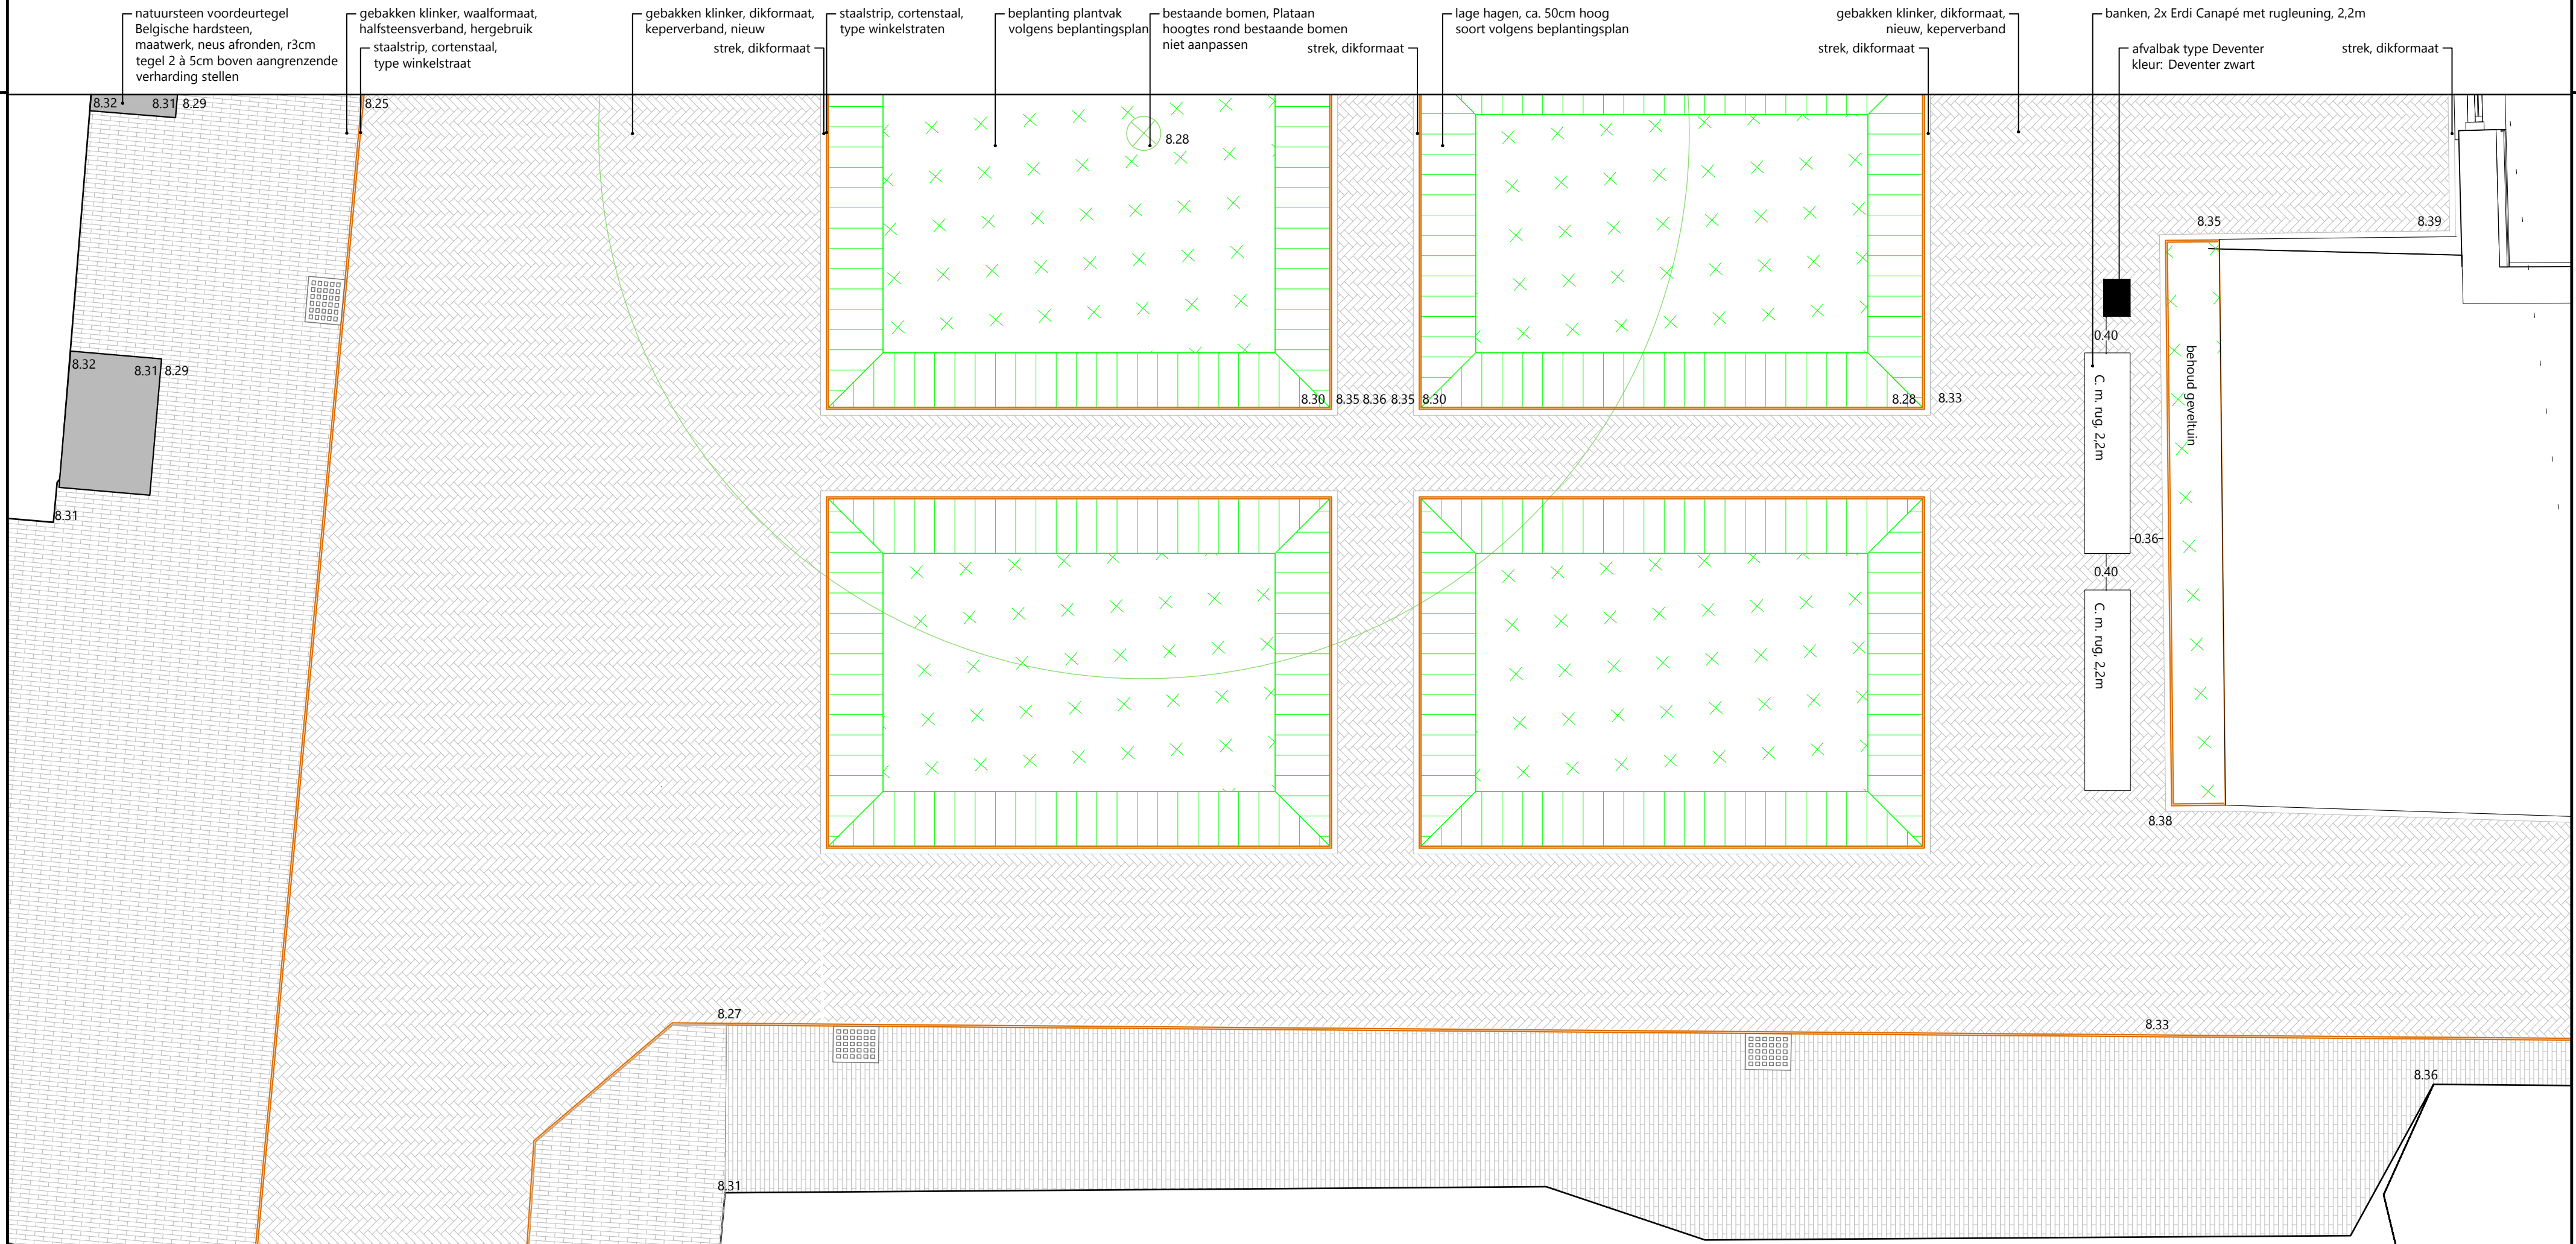 natuursteen voordeurtegel
Belgische hardsteen,
maatwerk, neus afronden, r3cm
tegel 2 à 5cm boven aangrenzende
verharding stellen
gebakken klinker, waalformaat,
halfsteensverband, hergebruik
staalstrip, cortenstaal,
type winkelstraat
gebakken klinker, dikformaat,
keperverband, nieuw
strek, dikformaat
staalstrip, cortenstaal,
type winkelstraten
beplanting plantvak
volgens beplantingsplan
bestaande bomen, Plataan
hoogtes rond bestaande bomen
niet aanpassen
strek, dikformaat
lage hagen, ca. 50cm hoog
soort volgens beplantingsplan
gebakken klinker, dikformaat,
nieuw, keperverband
strek, dikformaat
banken, 2x Erdi Canapé met rugleuning, 2,2m
afvalbak type Deventer
kleur: Deventer zwart
strek, dikformaat
8.32 8.31 8.29
8.25
8.28
8.35
8.39
0.40
8.32
8.31 8.29
behoud geveltuin
C. m. rug, 2,2m
8.30 8.35 8.36 8.35 8.30
8.28 8.33
8.31
0.36
0.40
C. m. rug, 2,2m
8.38
8.27
8.33
8.36
8.31